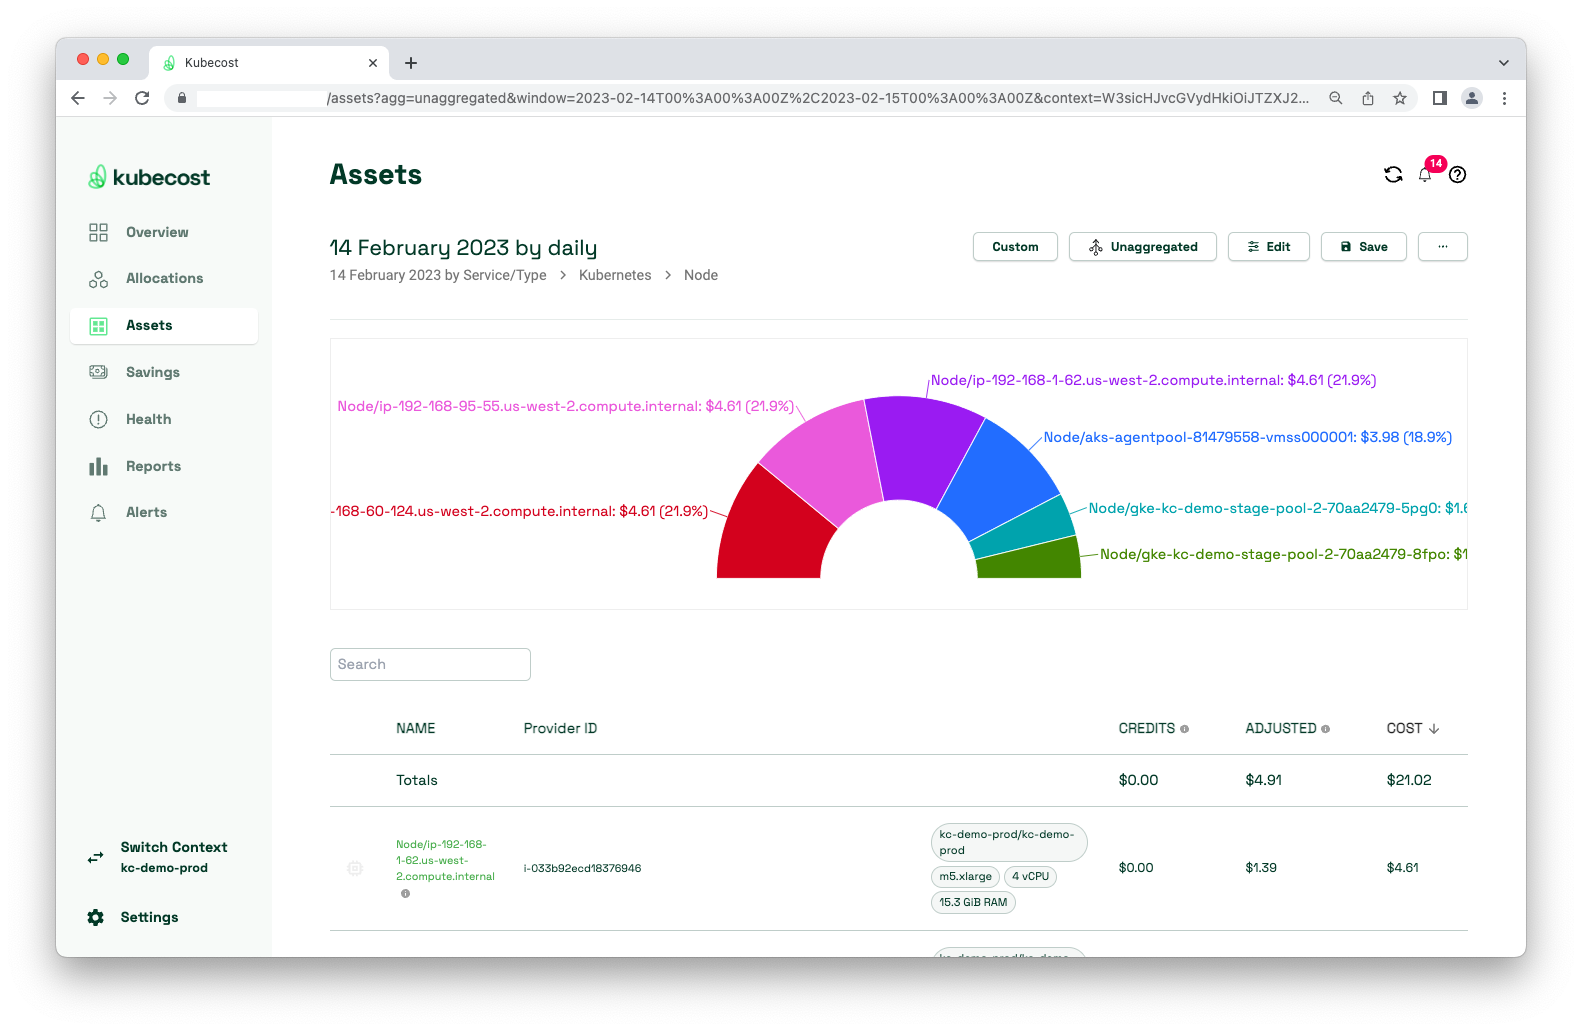 Kubecost
/assets?agg=unaggregated&window=2023-02-14T00%3A00%3A00Z%2C2023-02-15T00%3A00%3A00Z&context=W3sicHJvcGVydHkiOiJTZXJ2...
kubecost
Overview
Allocations
Assets
Savings
Health
Reports
Alerts
Switch Context
kc-demo-prod
Settings
Assets
14
14 February 2023 by daily
Custom
Unaggregated
Edit
Save
...
14 February 2023 by Service/Type > Kubernetes > Node
Node/ip-192-168-1-62.us-west-2.compute.internal: $4.61 (21.9%)
Node/ip-192-168-95-55.us-west-2.compute.internal: $4.61 (21.9%)
Node/aks-agentpool-81479558-vmss000001: $3.98 (18.9%)
-168-60-124.us-west-2.compute.internal: $4.61 (21.9%)
Node/gke-kc-demo-stage-pool-2-70aa2479-5pg0: $1.6
Node/gke-kc-demo-stage-pool-2-70aa2479-8fpo: $1
Search
NAME Provider ID CREDITS ADJUSTED COST
Totals $0.00 $4.91 $21.02
Node/ip-192-168-
1-62.us-west-
2.compute.internal
i-033b92ecd18376946
kc-demo-prod/kc-demo-
prod
m5.xlarge 4 vCPU
15.3 GiB RAM
$0.00 $1.39 $4.61